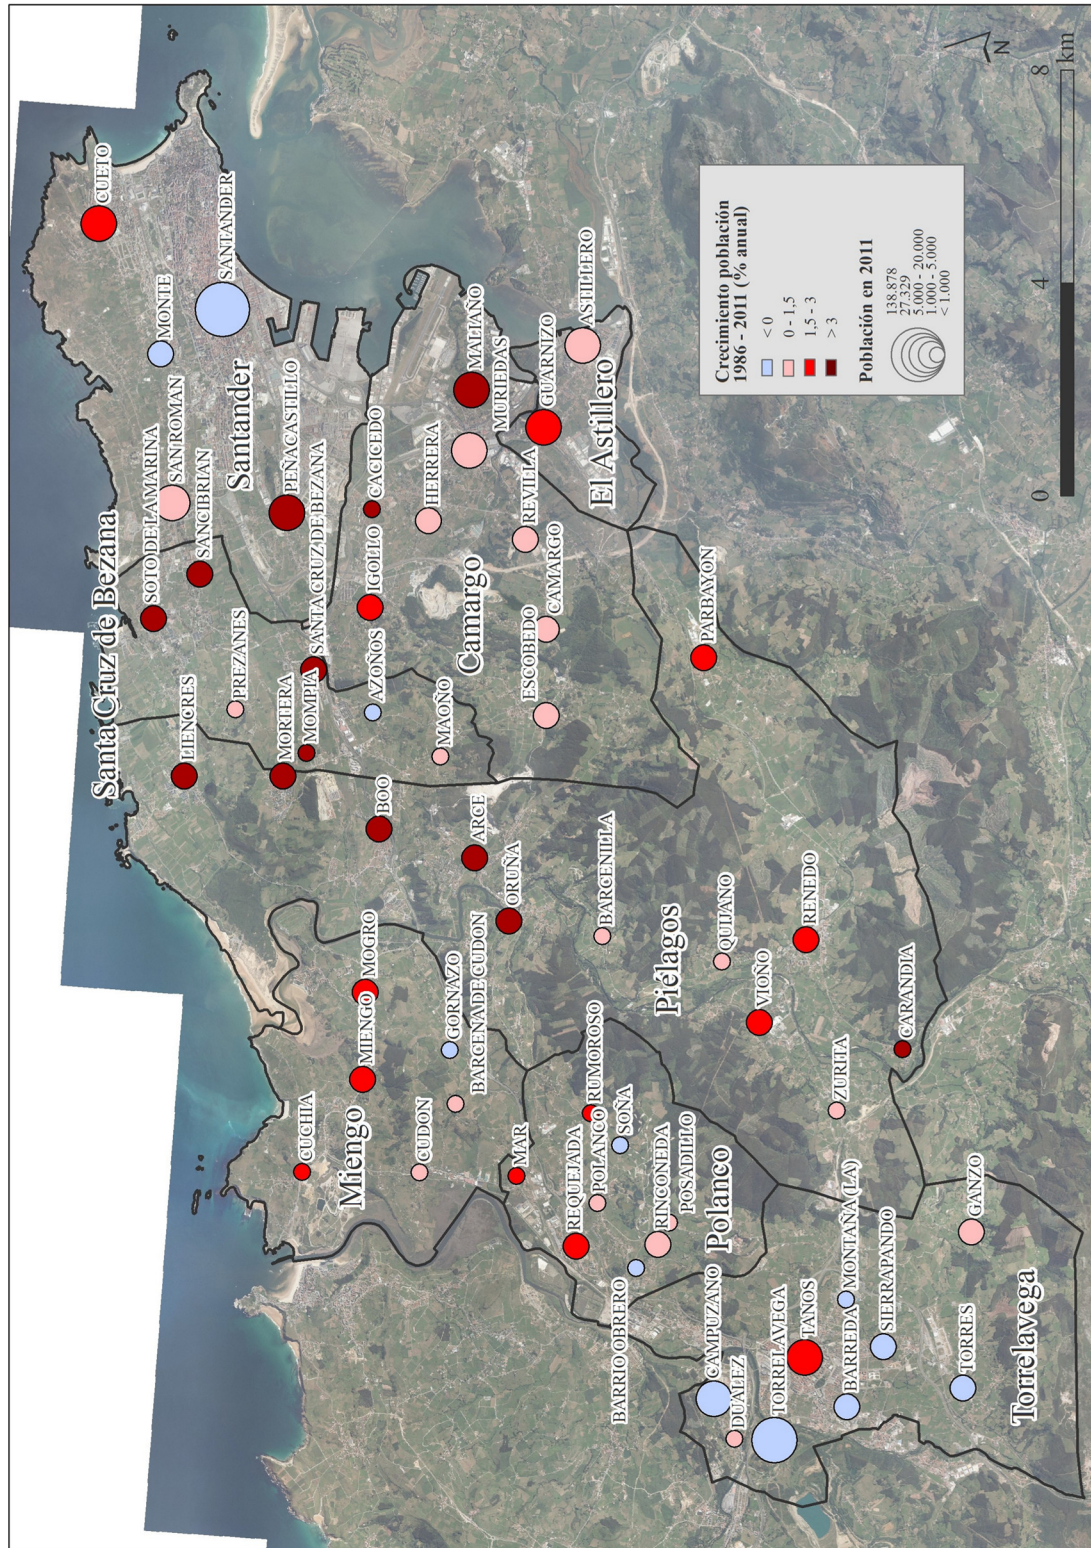 CUETO
MONTE
SANTANDER
SOTO DE LA MARINA
SAN ROMAN
SANCIBRIAN
Santander
PEÑACASTILLO
Santa Cruz de Bezana
LIENCRES
PREZANES
MORTERA
MOMPIA
SANTA CRUZ DE BEZANA
AZOÑOS
IGOLLO
CACICEDO
HERRERA
MALIAÑO
MURIEDAS
GUARNIZO
ASTILLERO
El Astillero
REVILLA
CAMARGO
ESCOBEDO
Camargo
MAOÑO
BOO
ARCE
ORUÑA
PARBAYON
BARCENILLA
QUIJANO
RENEDO
VIOÑO
Piélagos
CARANDIA
ZURITA
MOGRO
MIENGO
GORNAZO
BARCENA DE CUDON
CUCHIA
Miengo
CUDON
MAR
RUMOROSO
SOÑA
REQUEJADA
POLANCO
RINCONEDA
POSADILLO
Polanco
BARRIO OBRERO
CAMPUZANO
DUALEZ
TORRELAVEGA
TANOS
BARREDA
MONTAÑA (LA)
SIERRAPANDO
GANZO
TORRES
Torrelavega
Crecimiento población
1986 - 2011 (% anual)
< 0
0 - 1,5
1,5 - 3
> 3
Población en 2011
138.878
27.329
5.000 - 20.000
1.000 - 5.000
< 1.000
N
0 4 8
km